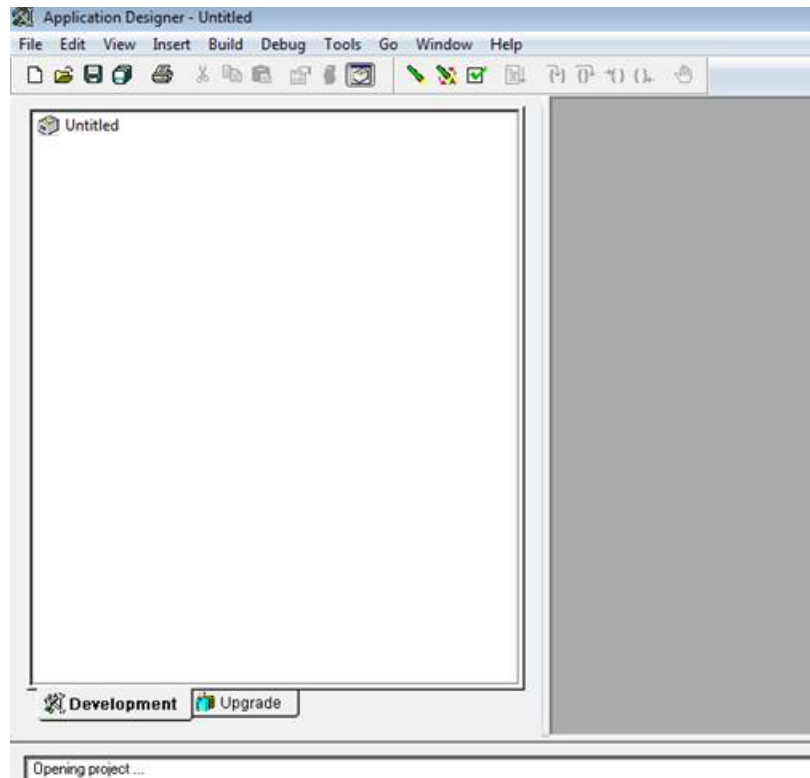 Application Designer - Untitled
File Edit View Insert Build Debug Tools Go Window Help
Untitled
Development Upgrade
Opening project ...